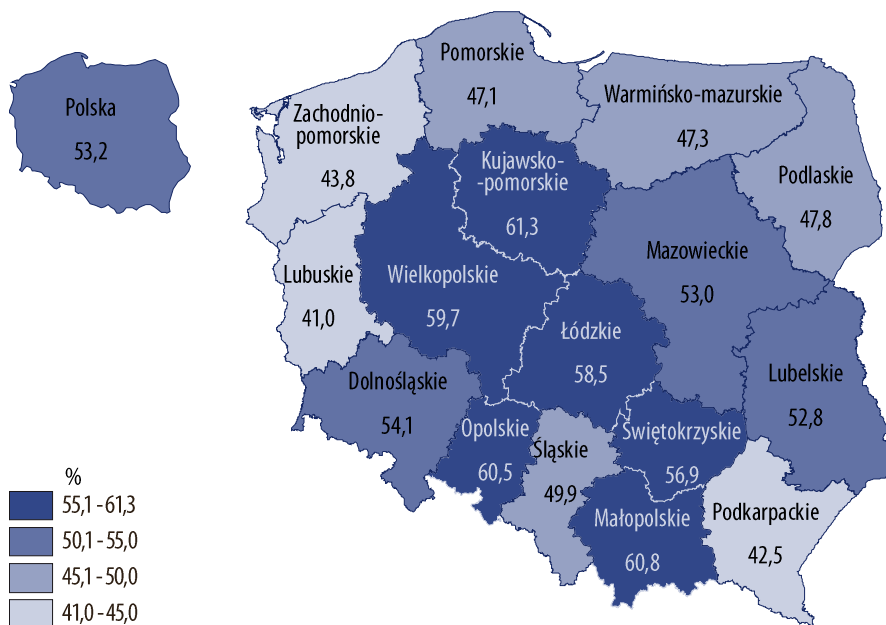 Polska
53,2
Pomorskie
47,1
Zachodnio-
pomorskie
43,8
Warmińsko-mazurskie
47,3
Kujawsko-
-pomorskie
61,3
Podlaskie
47,8
Mazowieckie
53,0
Lubuskie
41,0
Wielkopolskie
59,7
Łódzkie
58,5
Dolnośląskie
54,1
Lubelskie
52,8
Opolskie
60,5
Śląskie
49,9
Świętokrzyskie
56,9
Małopolskie
60,8
Podkarpackie
42,5
%
55,1 - 61,3
50,1 - 55,0
45,1 - 50,0
41,0 - 45,0